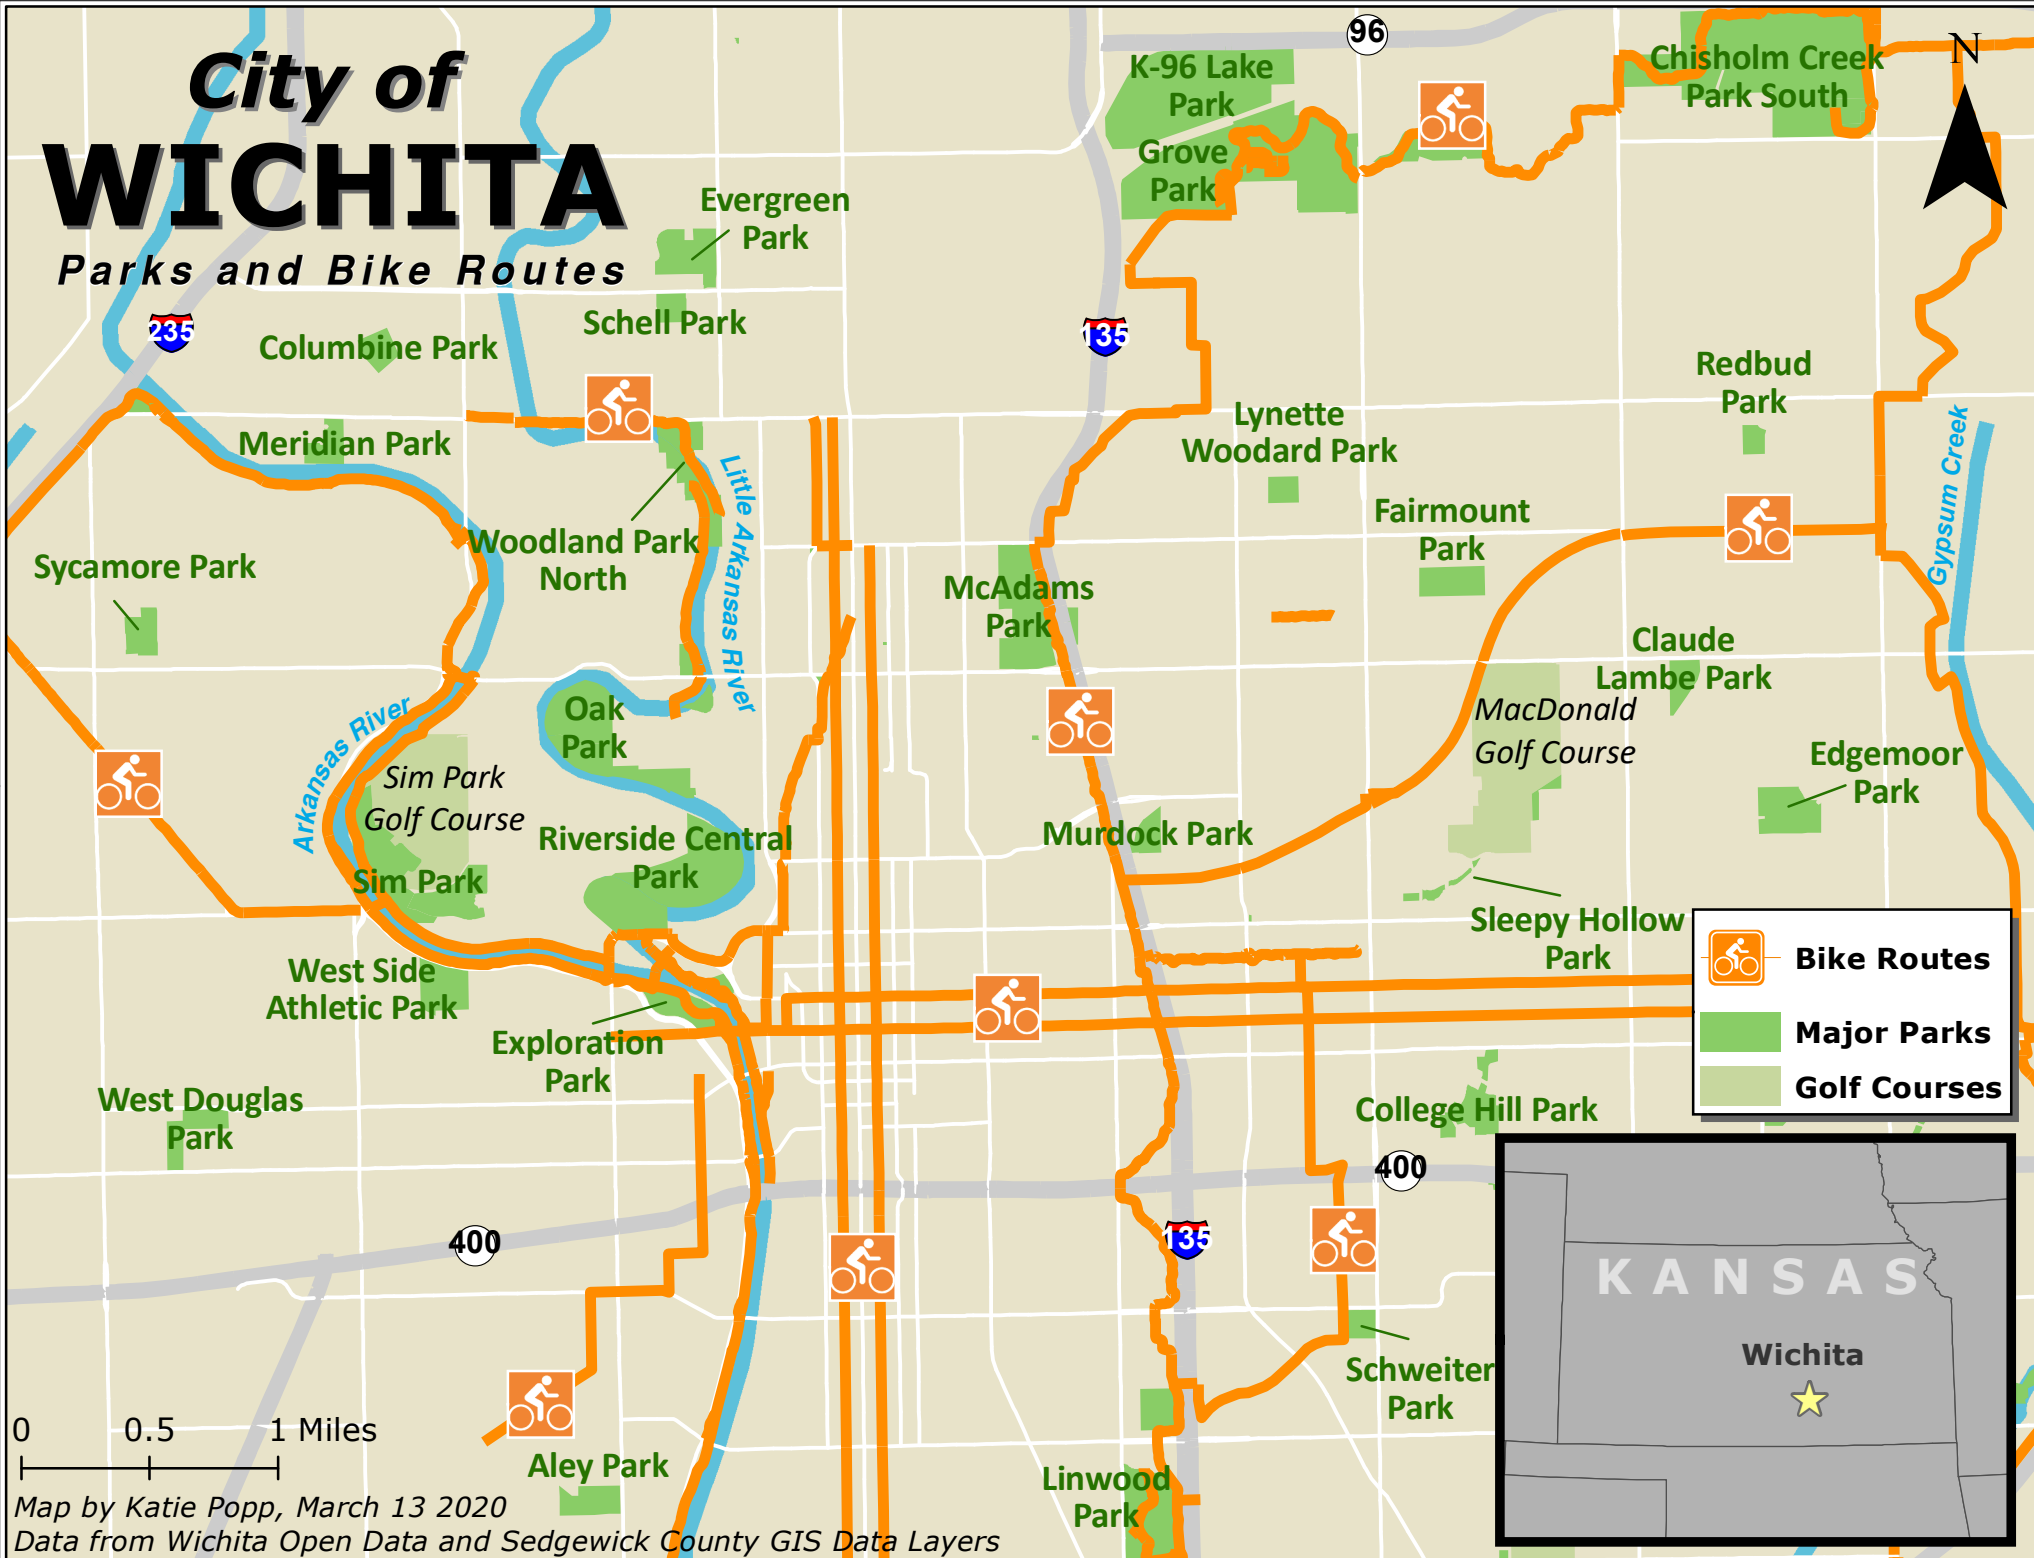 City of
WICHITA
Parks and Bike Routes
96
N
K-96 Lake
Park
Chisholm Creek
Park South
Grove
Park
Evergreen
Park
Schell Park
235
Columbine Park
135
Redbud
Park
Meridian Park
Lynette
Woodard Park
Gypsum Creek
Little Arkansas River
Woodland Park
North
Fairmount
Park
Sycamore Park
McAdams
Park
Claude
Lambe Park
Oak
Park
MacDonald
Golf Course
Arkansas River
Sim Park
Golf Course
Edgemoor
Park
Riverside Central
Park
Murdock Park
Sim Park
Sleepy Hollow
Park
West Side
Athletic Park
Exploration
Park
Bike Routes
Major Parks
Golf Courses
West Douglas
Park
College Hill Park
400
400
135
KANSAS
Wichita
Schweiter
Park
0 0.5 1 Miles
Aley Park
Linwood
Park
Map by Katie Popp, March 13 2020
Data from Wichita Open Data and Sedgewick County GIS Data Layers